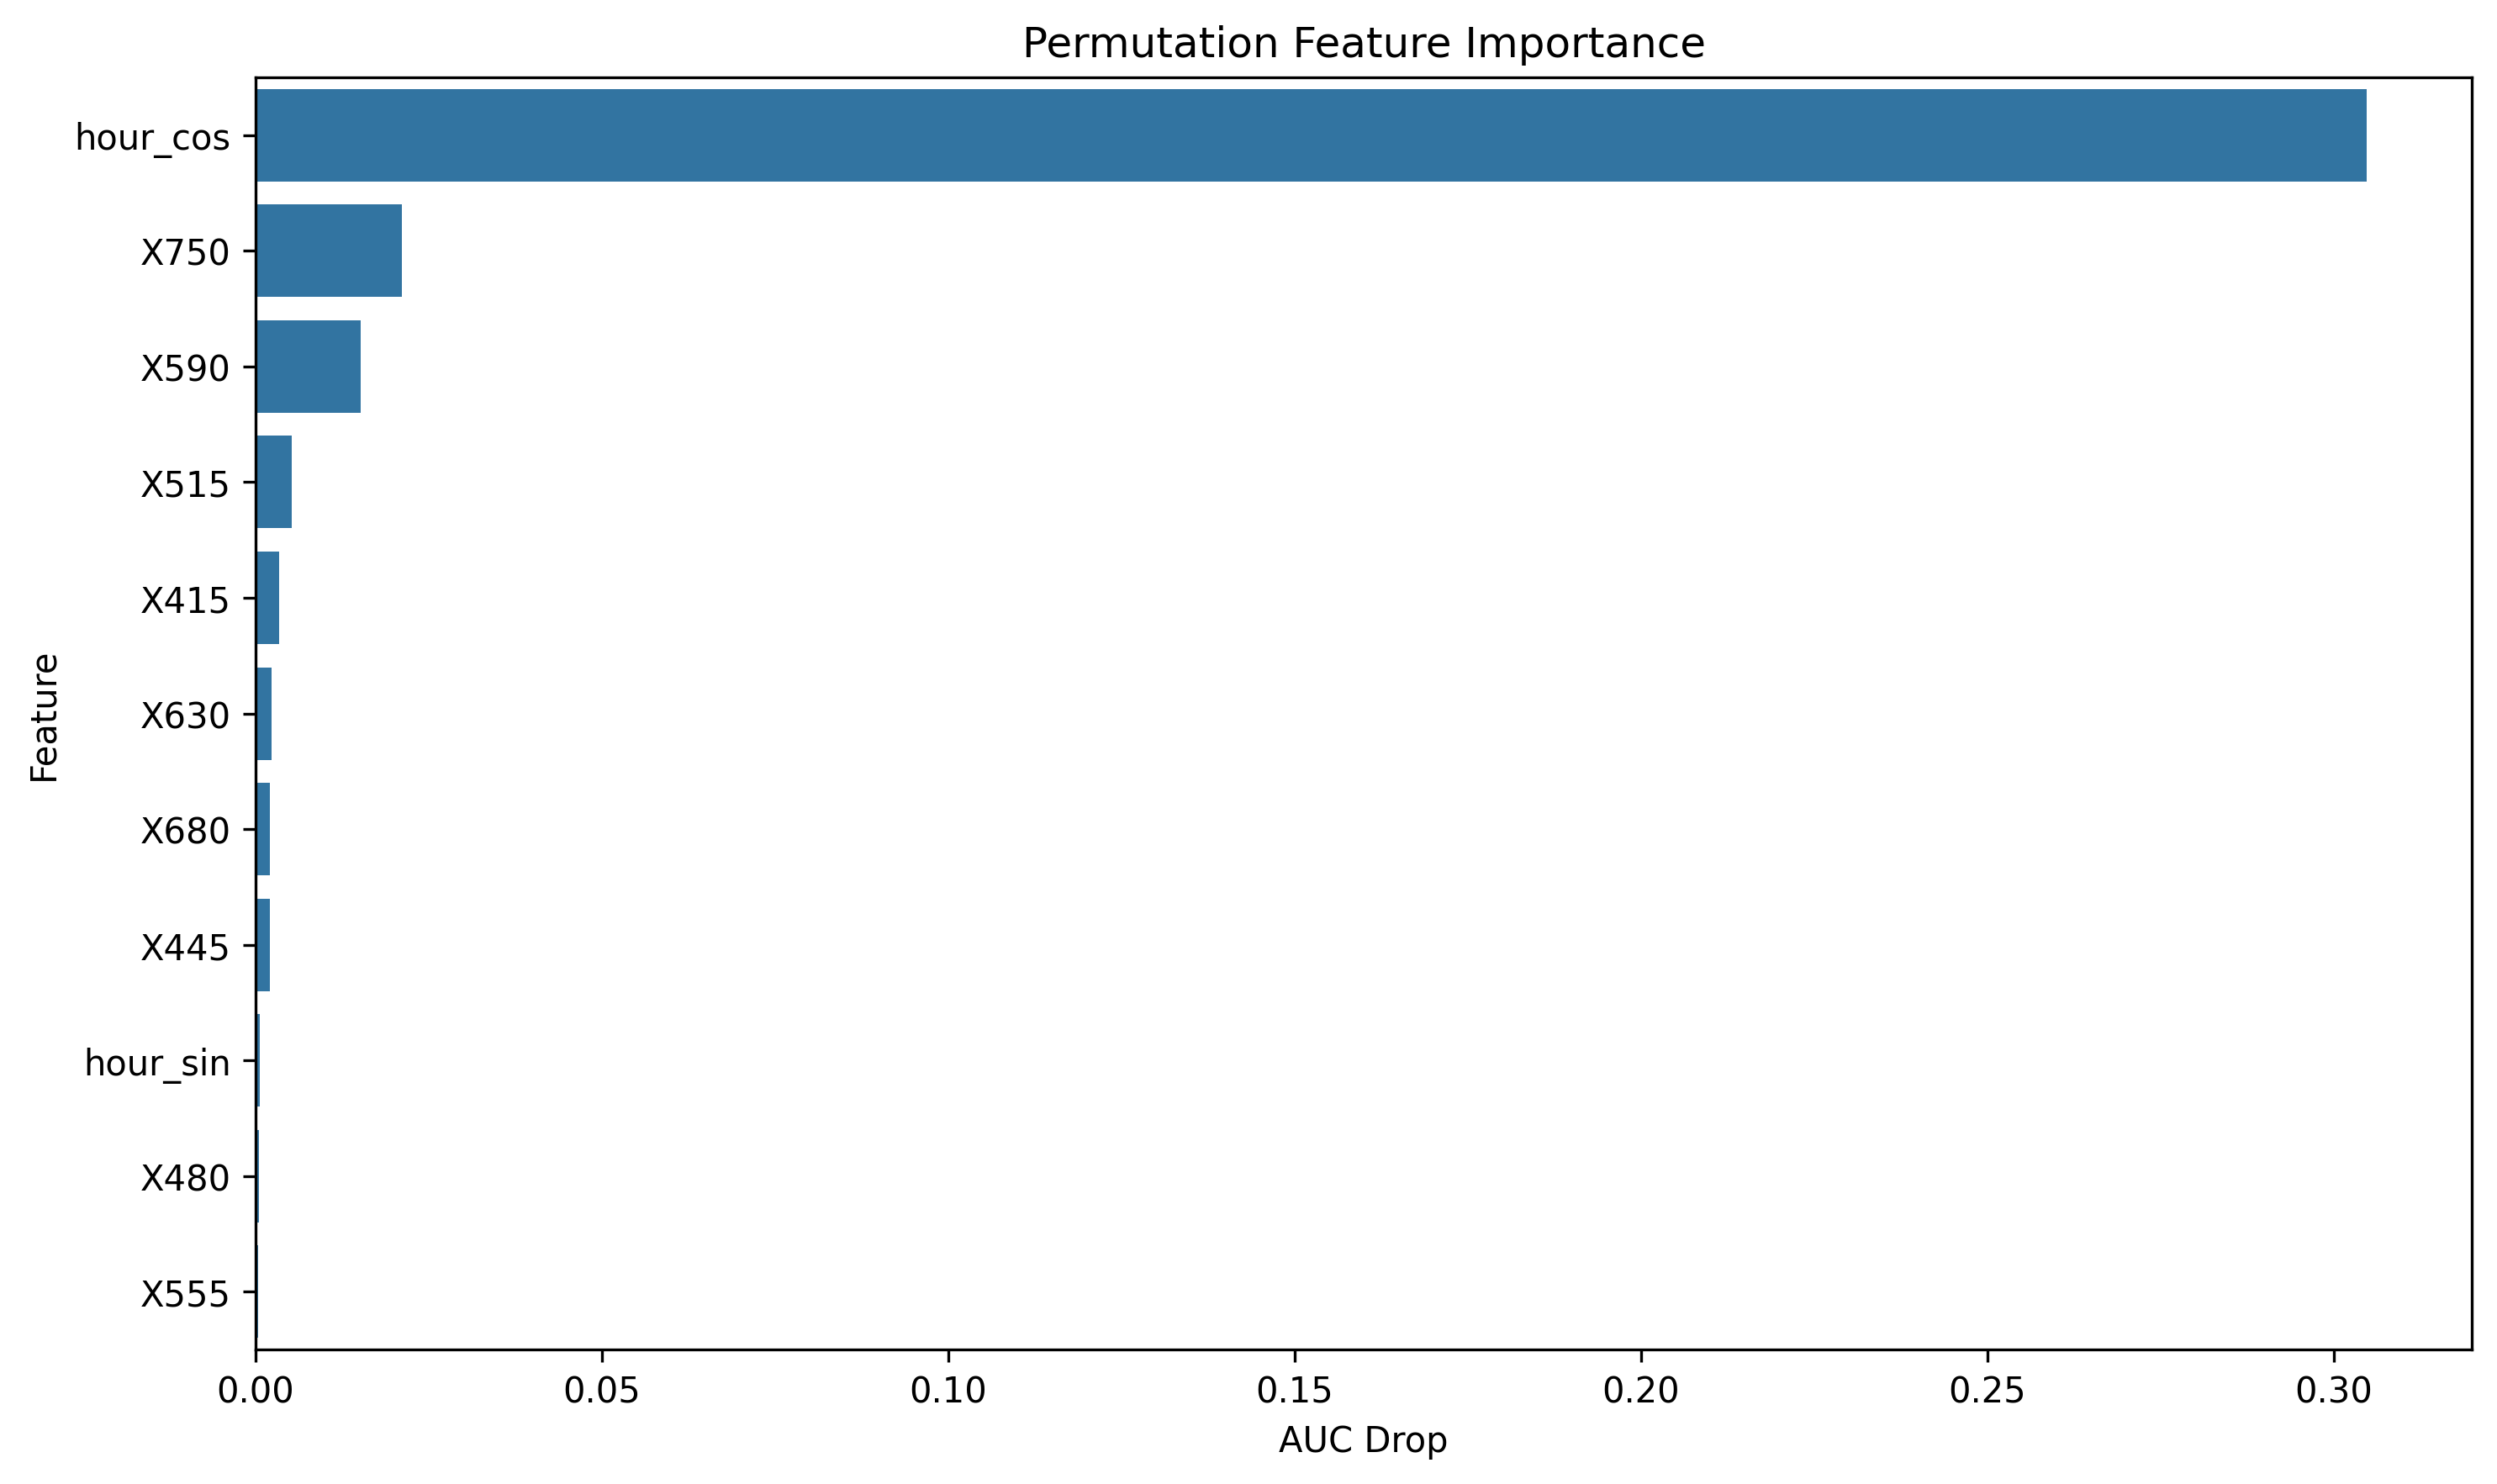 Permutation Feature Importance
hour_cos
X750
X590
X515
X415
X630
X680
X445
hour_sin
X480
X555
Feature
0.00 0.05 0.10 0.15 0.20 0.25 0.30
AUC Drop